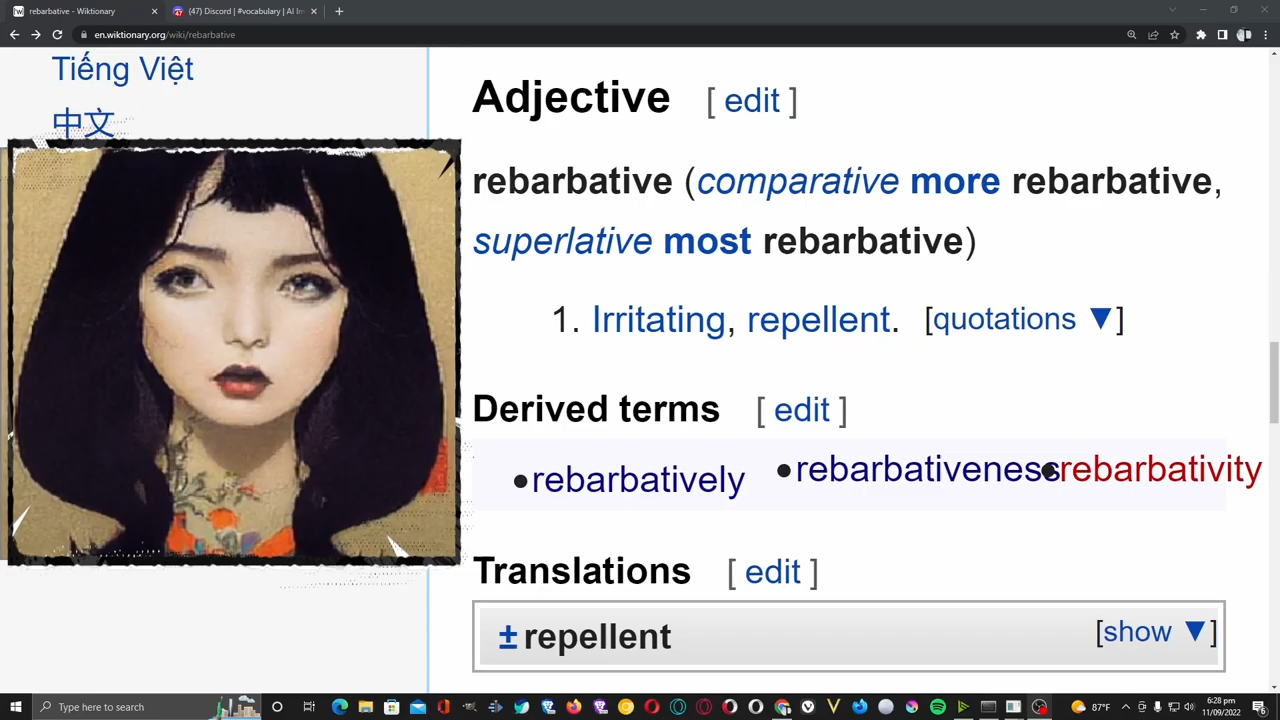 rebarbative - Wiktionary
(47) Discord | #vocabulary | AI Im
en.wiktionary.org/wiki/rebarbative
Tiếng Việt
中文
Adjective [ edit ]
rebarbative (comparative more rebarbative,
superlative most rebarbative)
1. Irritating, repellent. [quotations ▼]
Derived terms [ edit ]
•rebarbatively •rebarbativeness •rebarbativity
Translations [ edit ]
± repellent [show ▼]
Type here to search
87°F
6:28 pm
11/09/2022